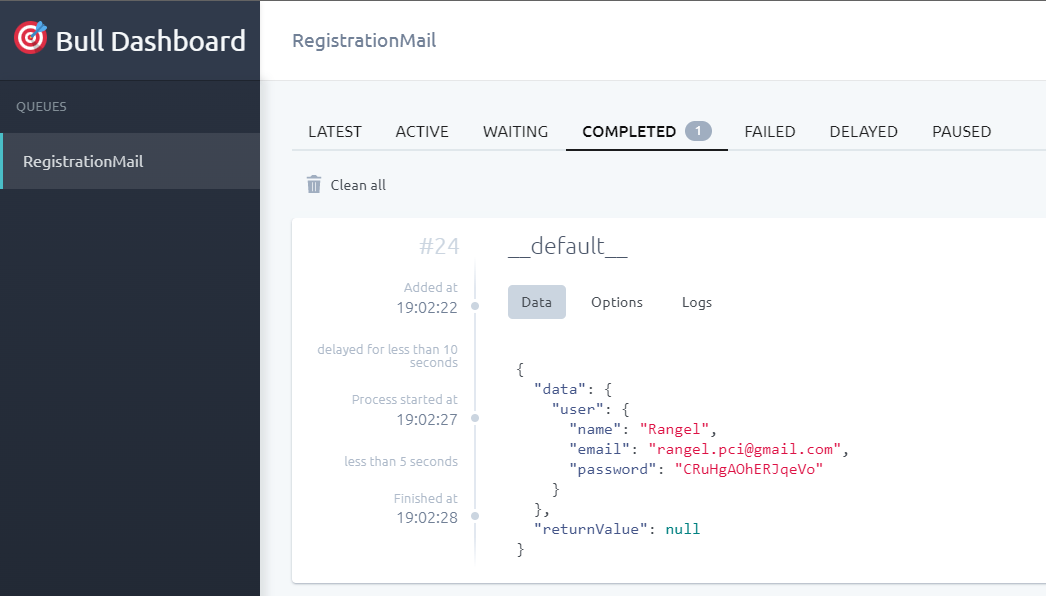 Bull Dashboard
RegistrationMail
QUEUES
RegistrationMail
LATEST ACTIVE WAITING COMPLETED 1 FAILED DELAYED PAUSED
Clean all
#24
__default__
Added at
19:02:22
Data Options Logs
delayed for less than 10
seconds
Process started at
19:02:27
less than 5 seconds
Finished at
19:02:28
{
"data": {
"user": {
"name": "Rangel",
"email": "rangel.pci@gmail.com",
"password": "CRuHgAOhERJqeVo"
}
},
"returnValue": null
}